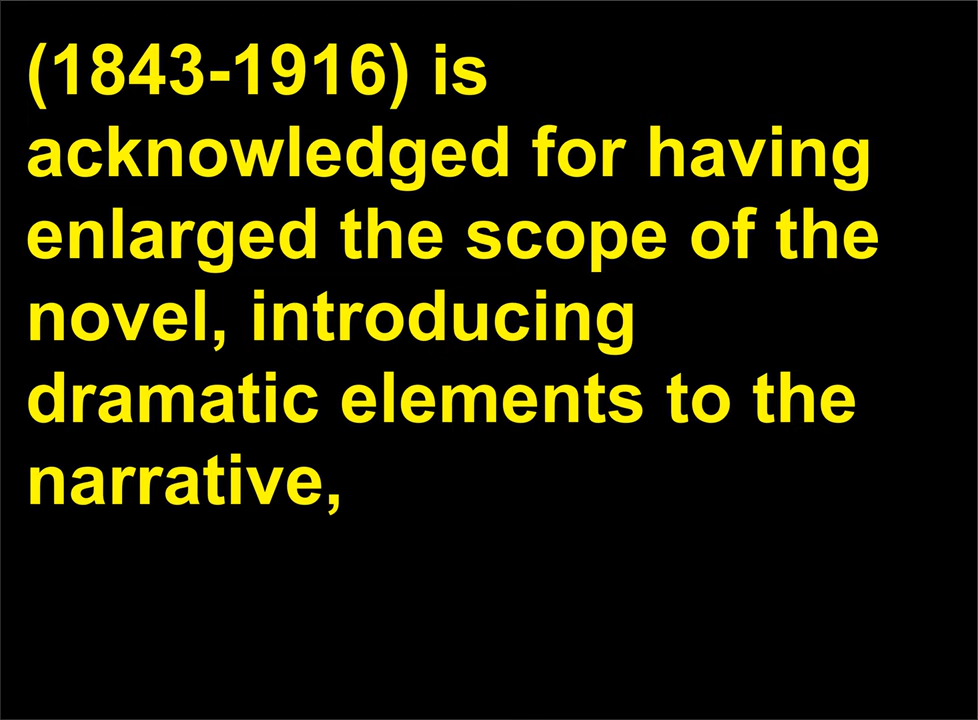 (1843-1916) is
acknowledged for having
enlarged the scope of the
novel, introducing
dramatic elements to the
narrative,